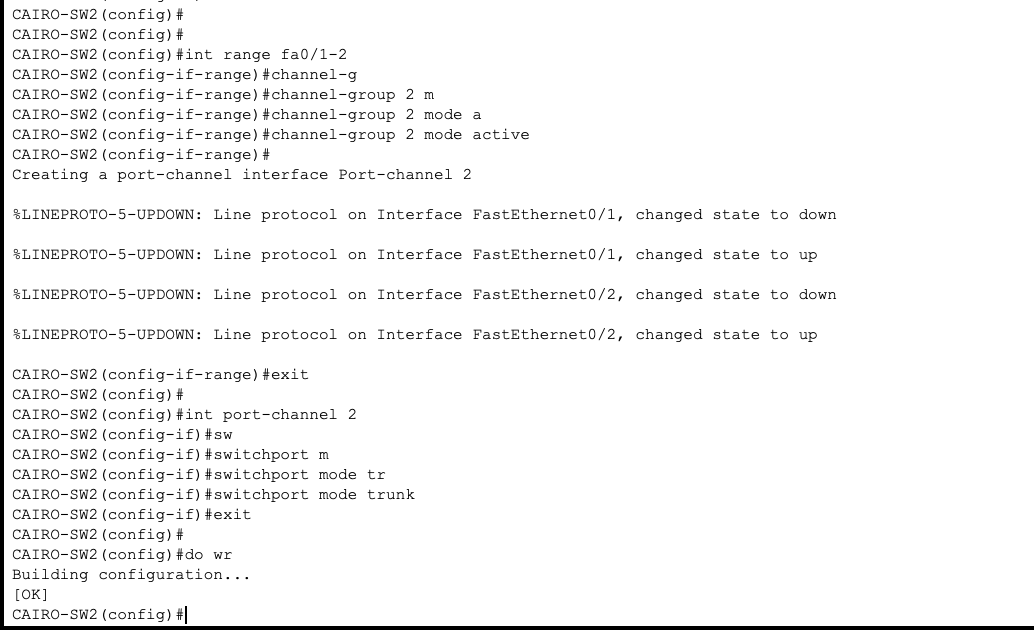 CAIRO-SW2(config)#
CAIRO-SW2(config)#
CAIRO-SW2(config)#int range fa0/1-2
CAIRO-SW2(config-if-range)#channel-g
CAIRO-SW2(config-if-range)#channel-group 2 m
CAIRO-SW2(config-if-range)#channel-group 2 mode a
CAIRO-SW2(config-if-range)#channel-group 2 mode active
CAIRO-SW2(config-if-range)#
Creating a port-channel interface Port-channel 2
%LINEPROTO-5-UPDOWN: Line protocol on Interface FastEthernet0/1, changed state to down
%LINEPROTO-5-UPDOWN: Line protocol on Interface FastEthernet0/1, changed state to up
%LINEPROTO-5-UPDOWN: Line protocol on Interface FastEthernet0/2, changed state to down
%LINEPROTO-5-UPDOWN: Line protocol on Interface FastEthernet0/2, changed state to up
CAIRO-SW2(config-if-range)#exit
CAIRO-SW2(config)#
CAIRO-SW2(config)#int port-channel 2
CAIRO-SW2(config-if)#sw
CAIRO-SW2(config-if)#switchport m
CAIRO-SW2(config-if)#switchport mode tr
CAIRO-SW2(config-if)#switchport mode trunk
CAIRO-SW2(config-if)#exit
CAIRO-SW2(config)#
CAIRO-SW2(config)#do wr
Building configuration...
[OK]
CAIRO-SW2(config)#